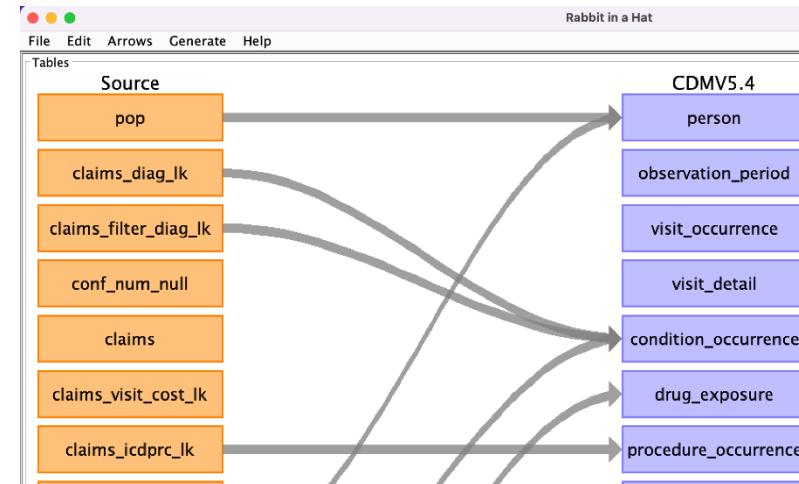 Rabbit in a Hat
File Edit Arrows Generate Help
Tables
Source CDMV5.4
pop person
claims_diag_lk observation_period
claims_filter_diag_lk visit_occurrence
conf_num_null visit_detail
claims condition_occurrence
claims_visit_cost_lk drug_exposure
claims_icdprc_lk procedure_occurrence